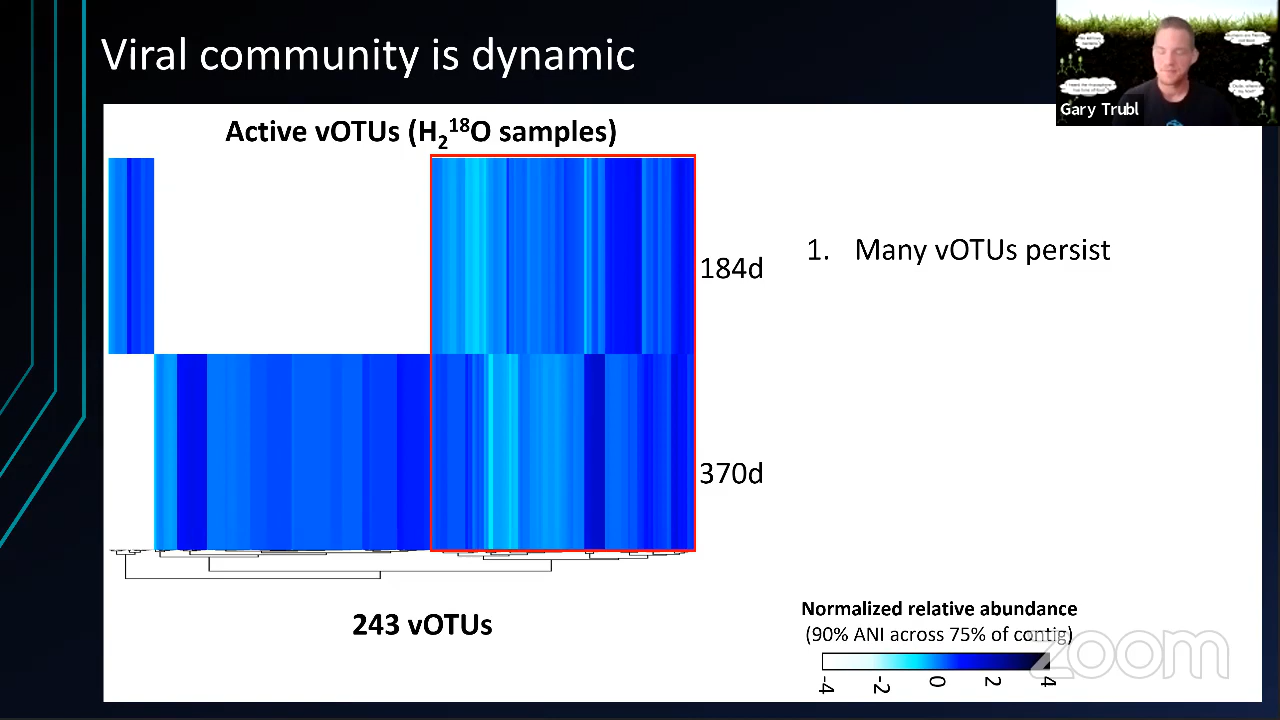 Viral community is dynamic
Gary Trubl
Active vOTUs (H₂¹⁸O samples)
184d
1. Many vOTUs persist
370d
243 vOTUs
Normalized relative abundance
(90% ANI across 75% of contig)
-4 -2 0 2 4
zoom